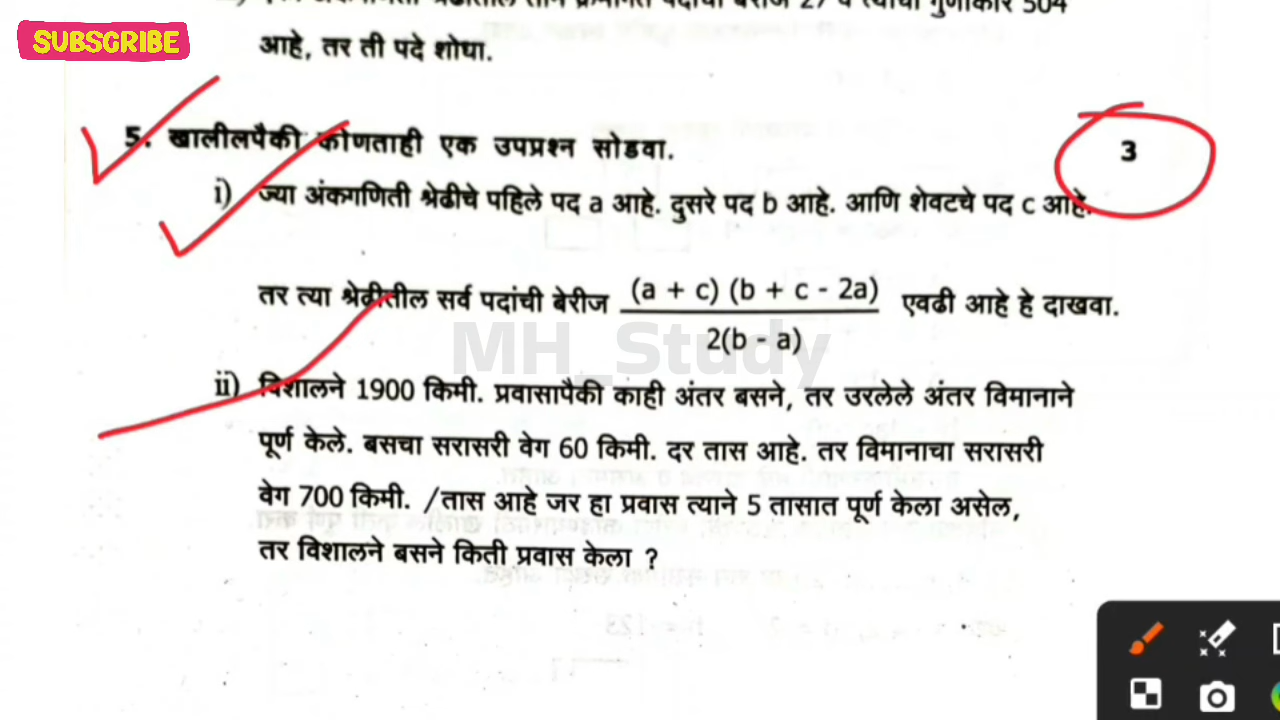 SUBSCRIBE
आहे, तर ती पदे शोधा.
5. खालीलपैकी कोणताही एक उपप्रश्न सोडवा. 3
i) ज्या अंकगणिती श्रेढीचे पहिले पद a आहे. दुसरे पद b आहे. आणि शेवटचे पद c आहे.
तर त्या श्रेढीतील सर्व पदांची बेरीज (a + c) (b + c - 2a) / 2(b - a) एवढी आहे हे दाखवा.
MH_Study
ii) विशालने 1900 किमी. प्रवासापैकी काही अंतर बसने, तर उरलेले अंतर विमानाने
पूर्ण केले. बसचा सरासरी वेग 60 किमी. दर तास आहे. तर विमानाचा सरासरी
वेग 700 किमी. /तास आहे जर हा प्रवास त्याने 5 तासात पूर्ण केला असेल,
तर विशालने बसने किती प्रवास केला ?